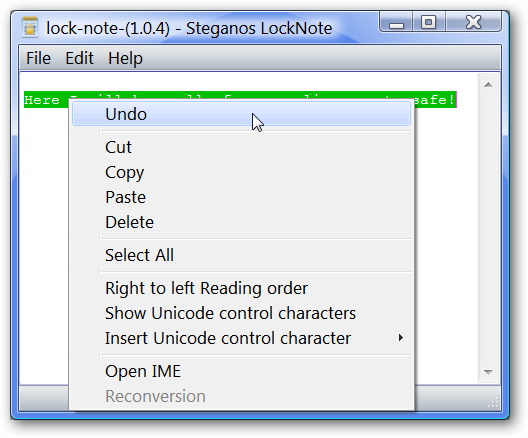 lock-note-(1.0.4) - Steganos LockNote
File Edit Help
Here I will safe!
Undo
Cut
Copy
Paste
Delete
Select All
Right to left Reading order
Show Unicode control characters
Insert Unicode control character
Open IME
Reconversion